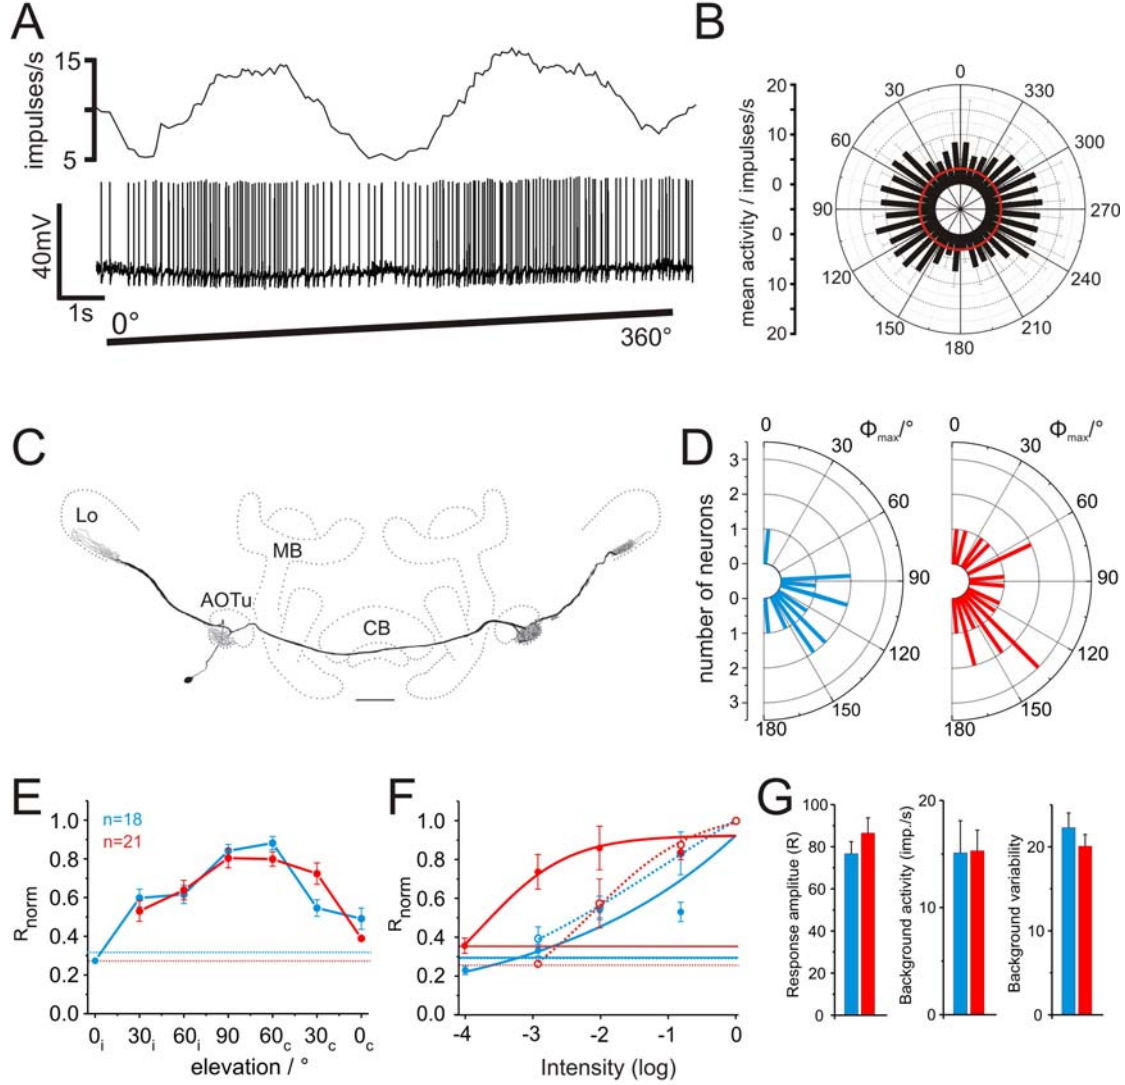 A
impulses/s
15
5
40mV
1s
0°
360°
B
mean activity / impulses/s
20
10
0
0
10
20
0
330
300
270
240
210
180
150
120
90
60
30
C
Lo
MB
AOTu
CB
D
number of neurons
3
2
1
0
0
1
2
3
0
Φmax/°
30
60
90
120
150
180
0
Φmax/°
30
60
90
120
150
180
E
n=18
n=21
Rnorm
1.0
0.8
0.6
0.4
0.2
0.0
0i 30i 60i 90 60c 30c 0c
elevation / °
F
Rnorm
1.0
0.8
0.6
0.4
0.2
0.0
-4 -3 -2 -1 0
Intensity (log)
G
Response amplitue (R)
100
80
60
40
80
0
Background activity (imp./s)
20
10
0
Background variability
20
0